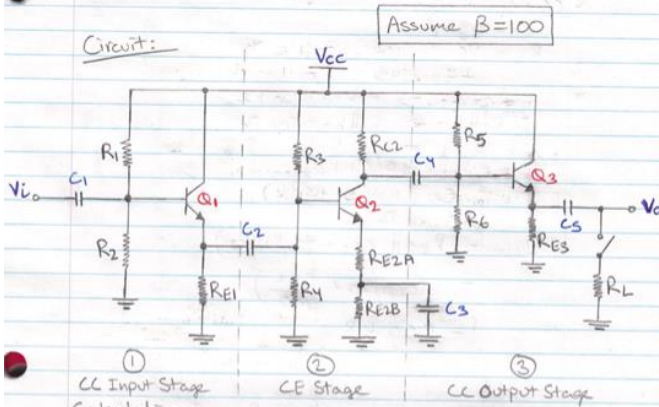 Assume β=100
Circuit:
Vcc
R1
R3
RC2
C4
R5
C1
Vi
Q1
Q2
Q3
C2
C5
Vo
R2
RE1
R4
RE2A
RE2B
C3
R6
RE3
RL
1
2
3
CC Input Stage
CE Stage
CC Output Stage